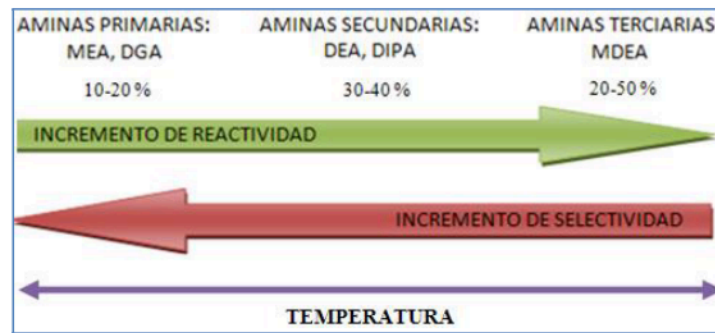 AMINAS PRIMARIAS:
MEA, DGA
10-20 %
AMINAS SECUNDARIAS:
DEA, DIPA
30-40 %
AMINAS TERCIARIAS
MDEA
20-50 %
INCREMENTO DE REACTIVIDAD
INCREMENTO DE SELECTIVIDAD
TEMPERATURA